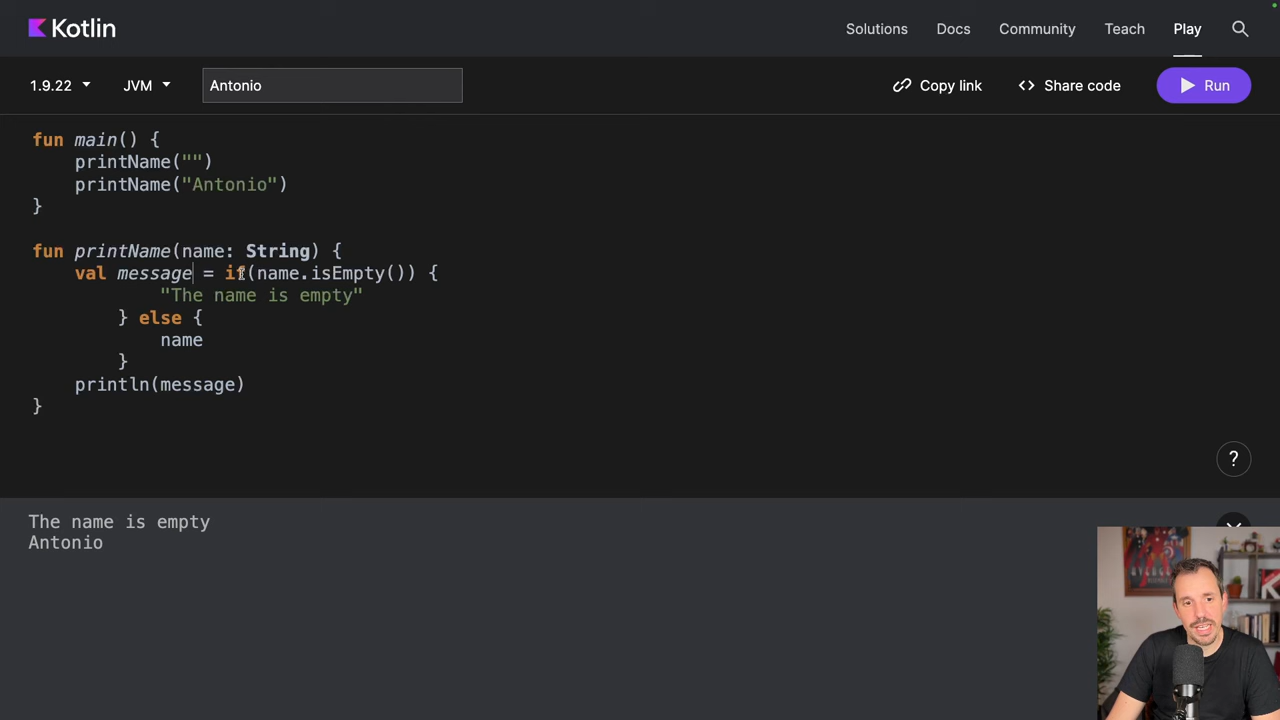 Kotlin
Solutions Docs Community Teach Play
1.9.22 JVM Antonio Copy link <> Share code Run
fun main() {
    printName("")
    printName("Antonio")
}
fun printName(name: String) {
    val message = if(name.isEmpty()) {
            "The name is empty"
        } else {
            name
        }
    println(message)
}
?
The name is empty
Antonio